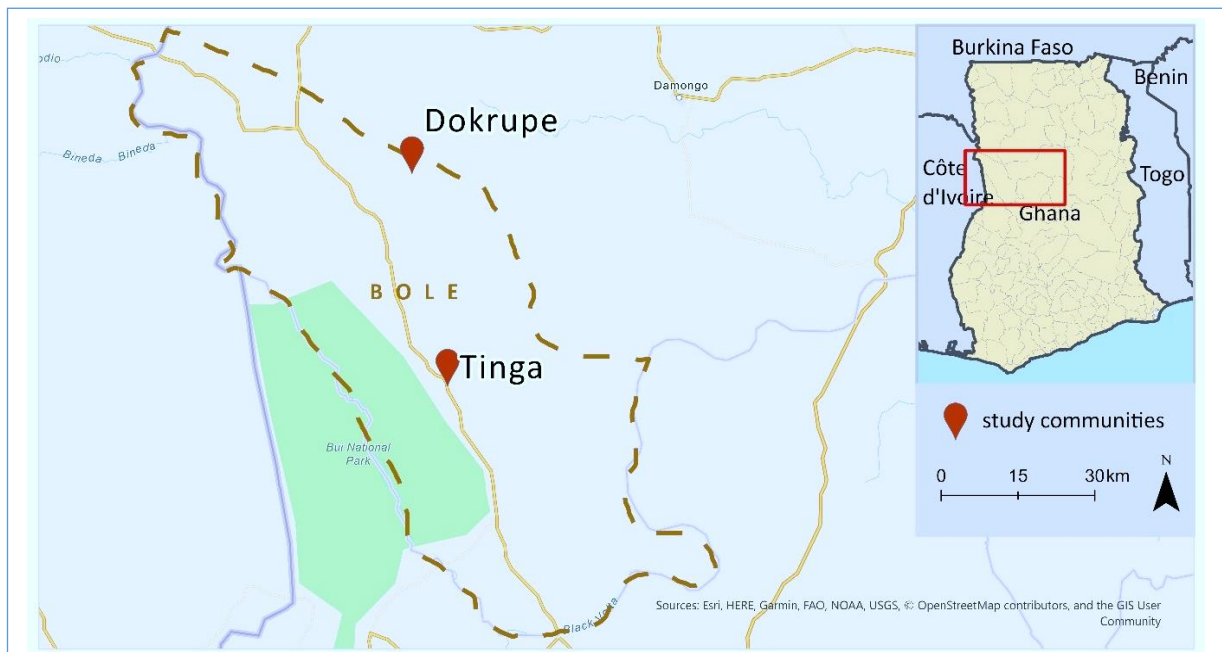 odio
Damongo
Dokrupe
Bineda Bineda
BOLE
Tinga
Bui National
Park
Black Volta
Sources: Esri, HERE, Garmin, FAO, NOAA, USGS, © OpenStreetMap contributors, and the GIS User
Community
Burkina Faso
Benin
Côte
d'Ivoire
Togo
Ghana
study communities
0 15 30km
N